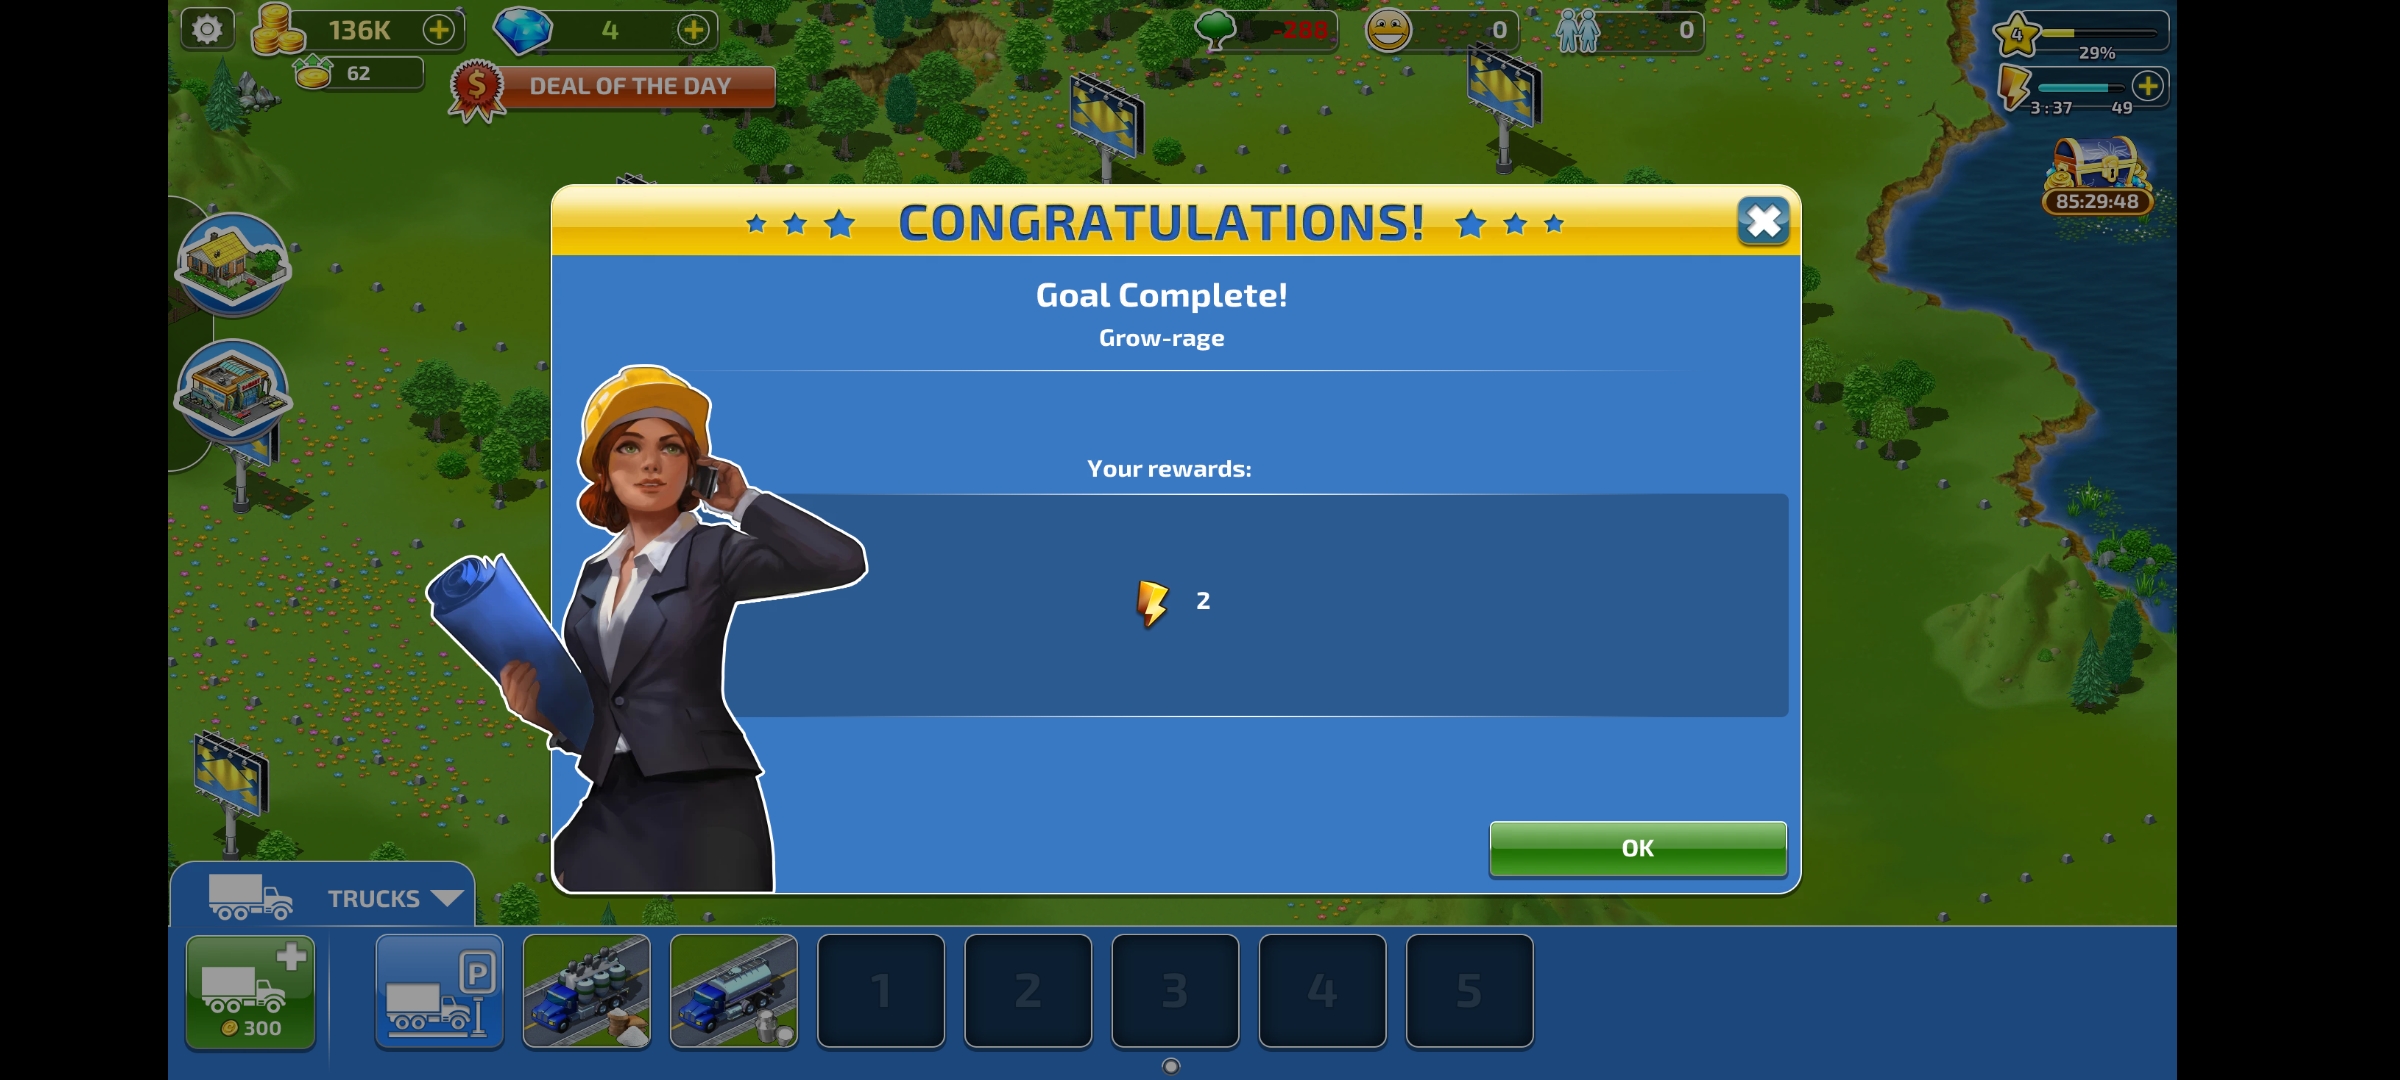 136K
4
-288
0
0
4
29%
62
DEAL OF THE DAY
3:37
49
85:29:48
CONGRATULATIONS!
Goal Complete!
Grow-rage
Your rewards:
2
OK
TRUCKS
300
P
1
2
3
4
5